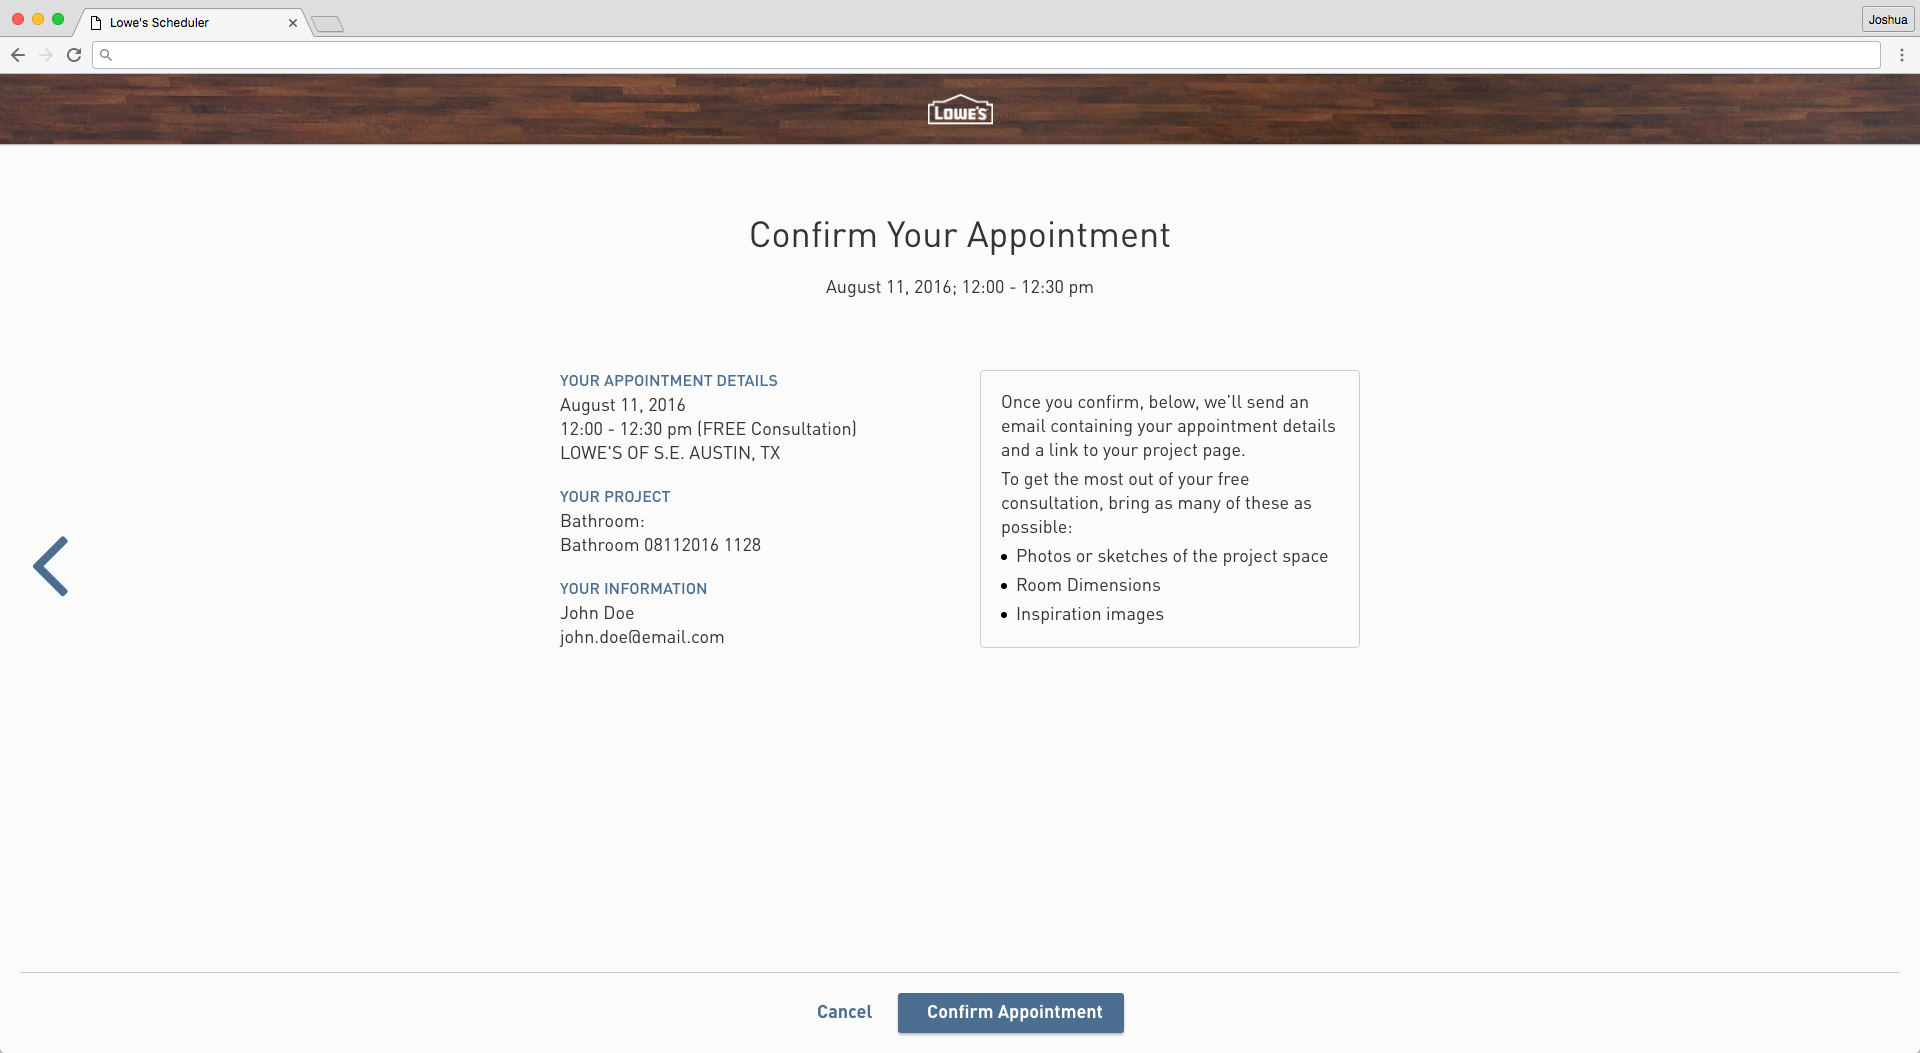 Lowe's Scheduler
Joshua
LOWE'S
Confirm Your Appointment
August 11, 2016; 12:00 - 12:30 pm
YOUR APPOINTMENT DETAILS
August 11, 2016
12:00 - 12:30 pm (FREE Consultation)
LOWE'S OF S.E. AUSTIN, TX
YOUR PROJECT
Bathroom:
Bathroom 08112016 1128
YOUR INFORMATION
John Doe
john.doe@email.com
Once you confirm, below, we’ll send an
email containing your appointment details
and a link to your project page.
To get the most out of your free
consultation, bring as many of these as
possible:
• Photos or sketches of the project space
• Room Dimensions
• Inspiration images
Cancel
Confirm Appointment